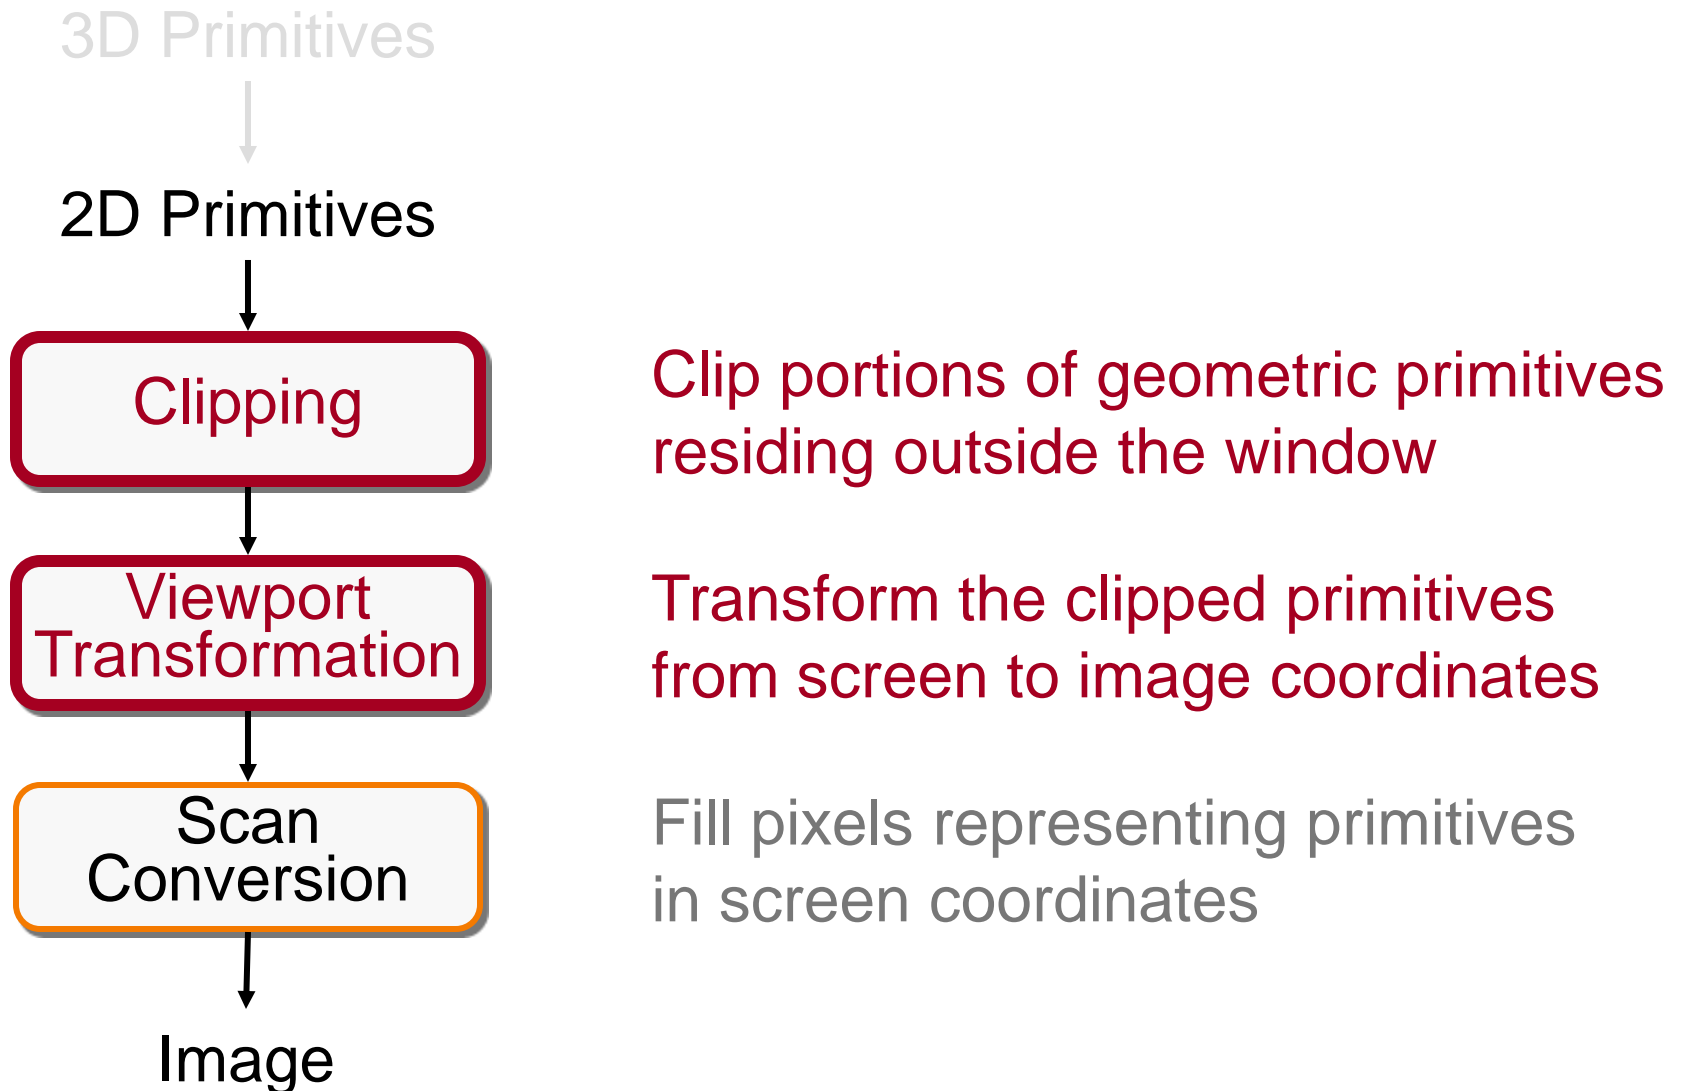 3D Primitives
2D Primitives
Clipping
Clip portions of geometric primitives
residing outside the window
Viewport
Transformation
Transform the clipped primitives
from screen to image coordinates
Scan
Conversion
Fill pixels representing primitives
in screen coordinates
Image